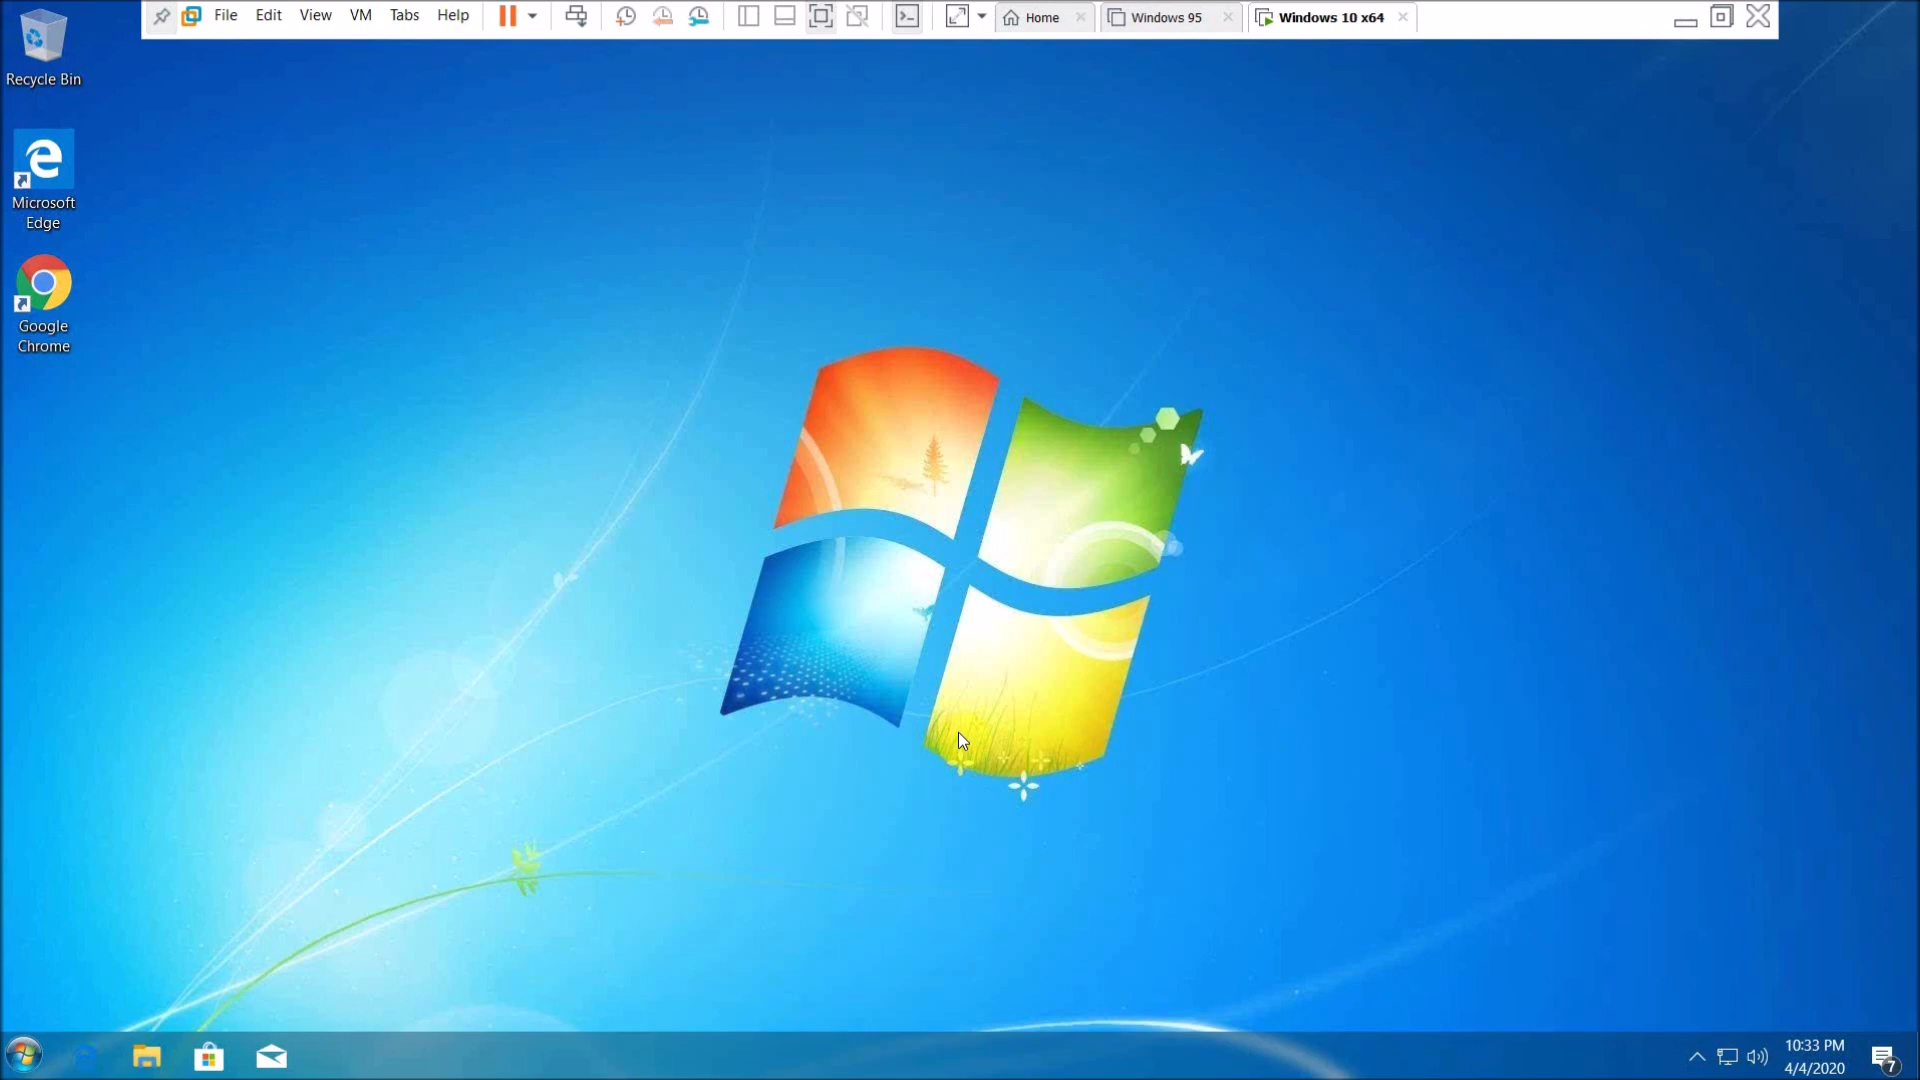 File Edit View VM Tabs Help Home Windows 95 Windows 10 x64
Recycle Bin
Microsoft
Edge
Google
Chrome
10:33 PM
4/4/2020
7